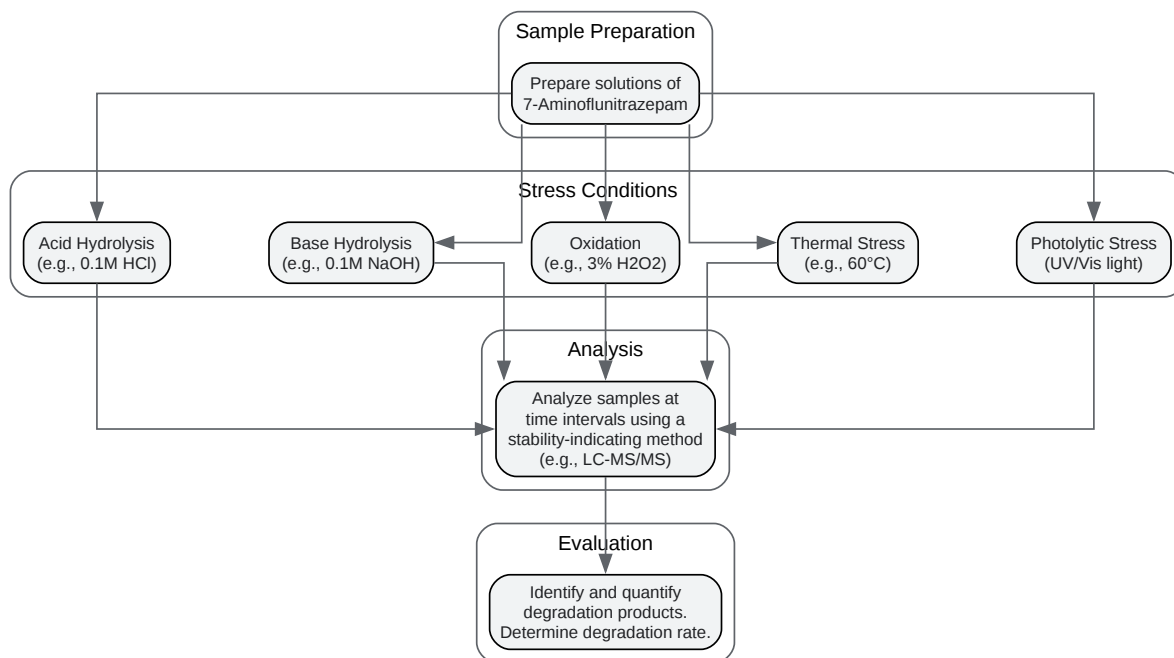 Sample Preparation
Prepare solutions of
7-Aminoflunitrazepam
Stress Conditions
Acid Hydrolysis
(e.g., 0.1M HCl)
Base Hydrolysis
(e.g., 0.1M NaOH)
Oxidation
(e.g., 3% H2O2)
Thermal Stress
(e.g., 60°C)
Photolytic Stress
(UV/Vis light)
Analysis
Analyze samples at
time intervals using a
stability-indicating method
(e.g., LC-MS/MS)
Evaluation
Identify and quantify
degradation products.
Determine degradation rate.